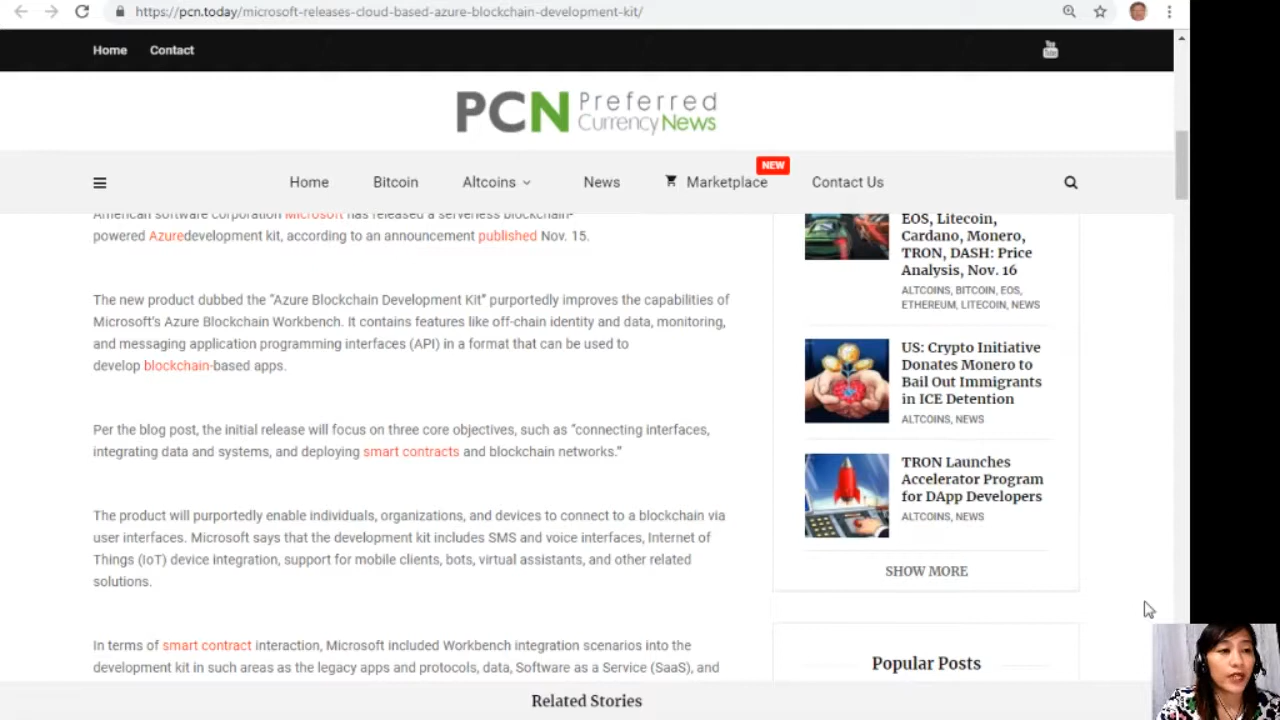 https://pcn.today/microsoft-releases-cloud-based-azure-blockchain-development-kit/
Home Contact
You Tube
PCN Preferred
CurrencyNews
NEW
Home Bitcoin Altcoins News Marketplace Contact Us
American software corporation Microsoft has released a serverless blockchain-
powered Azuredevelopment kit, according to an announcement published Nov. 15.
The new product dubbed the “Azure Blockchain Development Kit” purportedly improves the capabilities of
Microsoft's Azure Blockchain Workbench. It contains features like off-chain identity and data, monitoring,
and messaging application programming interfaces (API) in a format that can be used to
develop blockchain-based apps.
Per the blog post, the initial release will focus on three core objectives, such as “connecting interfaces,
integrating data and systems, and deploying smart contracts and blockchain networks.”
The product will purportedly enable individuals, organizations, and devices to connect to a blockchain via
user interfaces. Microsoft says that the development kit includes SMS and voice interfaces, Internet of
Things (IoT) device integration, support for mobile clients, bots, virtual assistants, and other related
solutions.
In terms of smart contract interaction, Microsoft included Workbench integration scenarios into the
development kit in such areas as the legacy apps and protocols, data, Software as a Service (SaaS), and
EOS, Litecoin,
Cardano, Monero,
TRON, DASH: Price
Analysis, Nov. 16
ALTCOINS, BITCOIN, EOS,
ETHEREUM, LITECOIN, NEWS
US: Crypto Initiative
Donates Monero to
Bail Out Immigrants
in ICE Detention
ALTCOINS, NEWS
TRON Launches
Accelerator Program
for DApp Developers
ALTCOINS, NEWS
SHOW MORE
Popular Posts
Related Stories